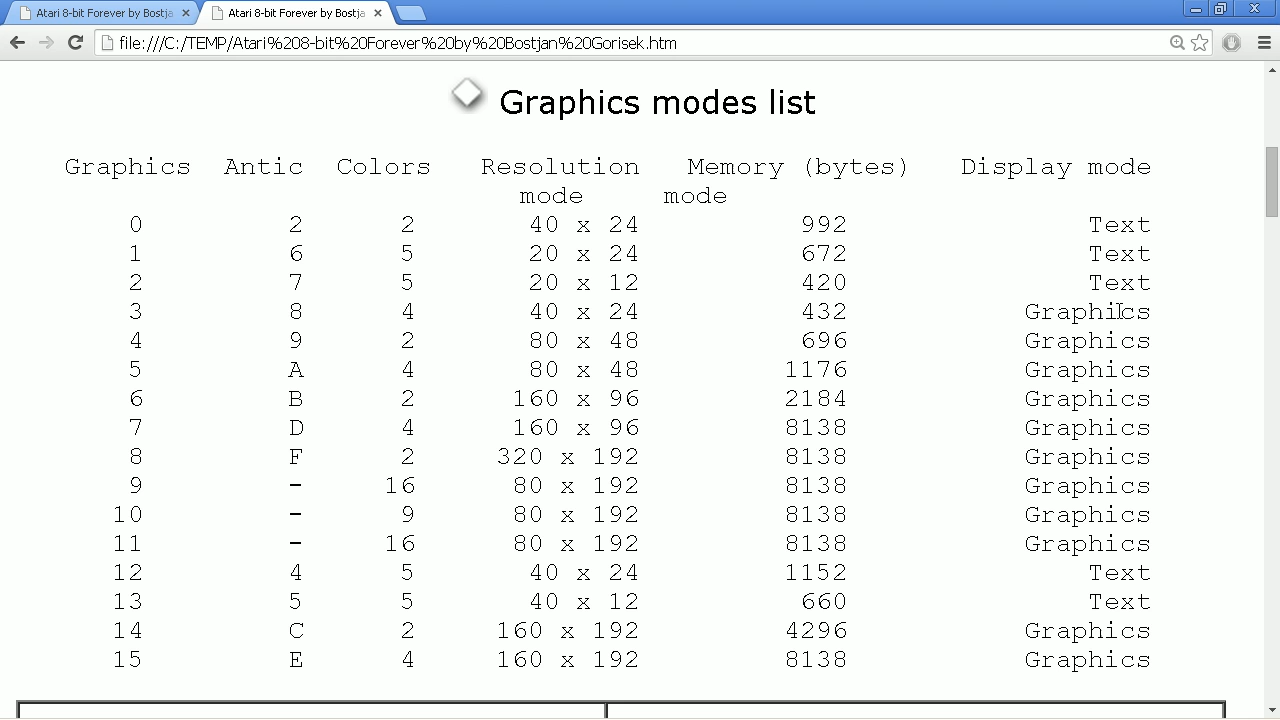 Atari 8-bit Forever by Bostja
Atari 8-bit Forever by Bostja
file:///C:/TEMP/Atari%208-bit%20Forever%20by%20Bostjan%20Gorisek.htm
Graphics modes list
Graphics Antic Colors Resolution Memory (bytes) Display mode
mode mode
0 2 2 40 x 24 992 Text
1 6 5 20 x 24 672 Text
2 7 5 20 x 12 420 Text
3 8 4 40 x 24 432 Graphics
4 9 2 80 x 48 696 Graphics
5 A 4 80 x 48 1176 Graphics
6 B 2 160 x 96 2184 Graphics
7 D 4 160 x 96 8138 Graphics
8 F 2 320 x 192 8138 Graphics
9 - 16 80 x 192 8138 Graphics
10 - 9 80 x 192 8138 Graphics
11 - 16 80 x 192 8138 Graphics
12 4 5 40 x 24 1152 Text
13 5 5 40 x 12 660 Text
14 C 2 160 x 192 4296 Graphics
15 E 4 160 x 192 8138 Graphics